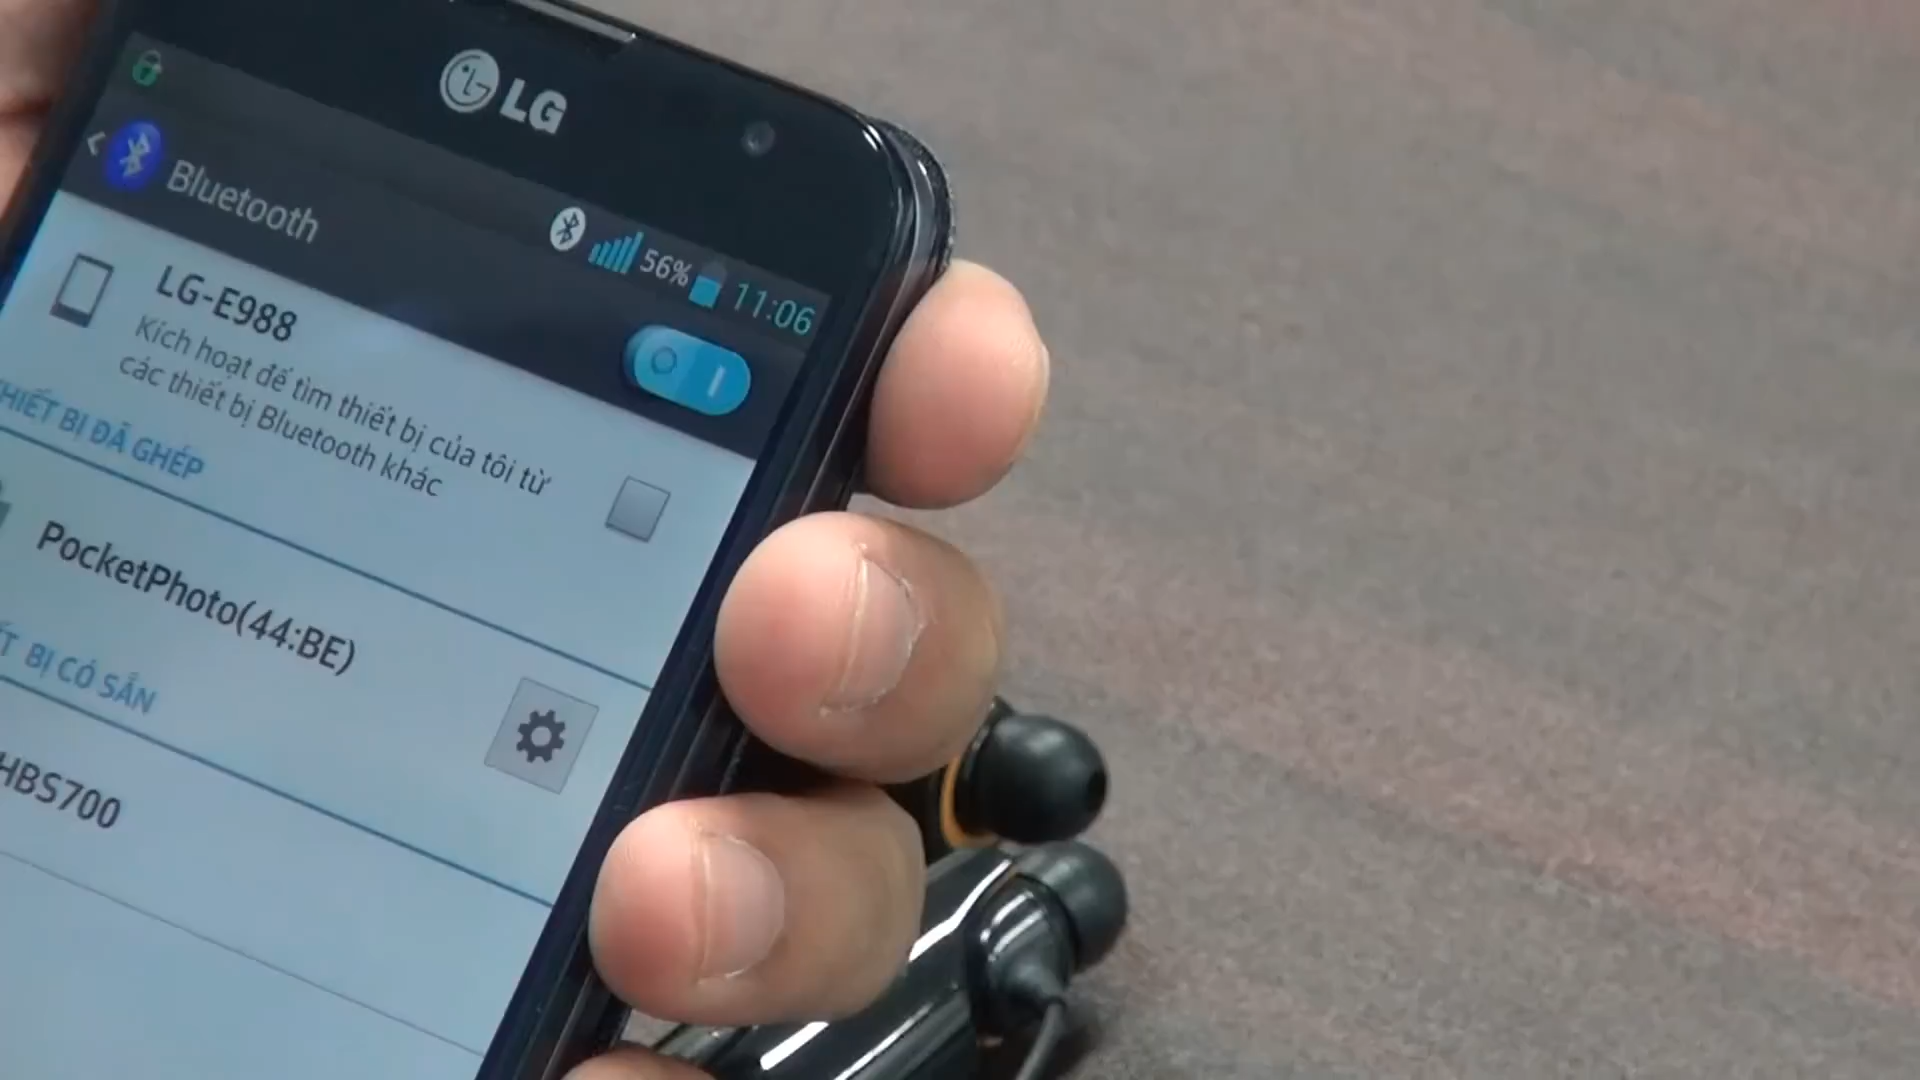 LG
56% 11:06
Bluetooth
LG-E988
Kích hoạt để tìm thiết bị của tôi từ
các thiết bị Bluetooth khác
HIẾT BỊ ĐÃ GHÉP
PocketPhoto(44:BE)
BỊ CÓ SẴN
HBS700